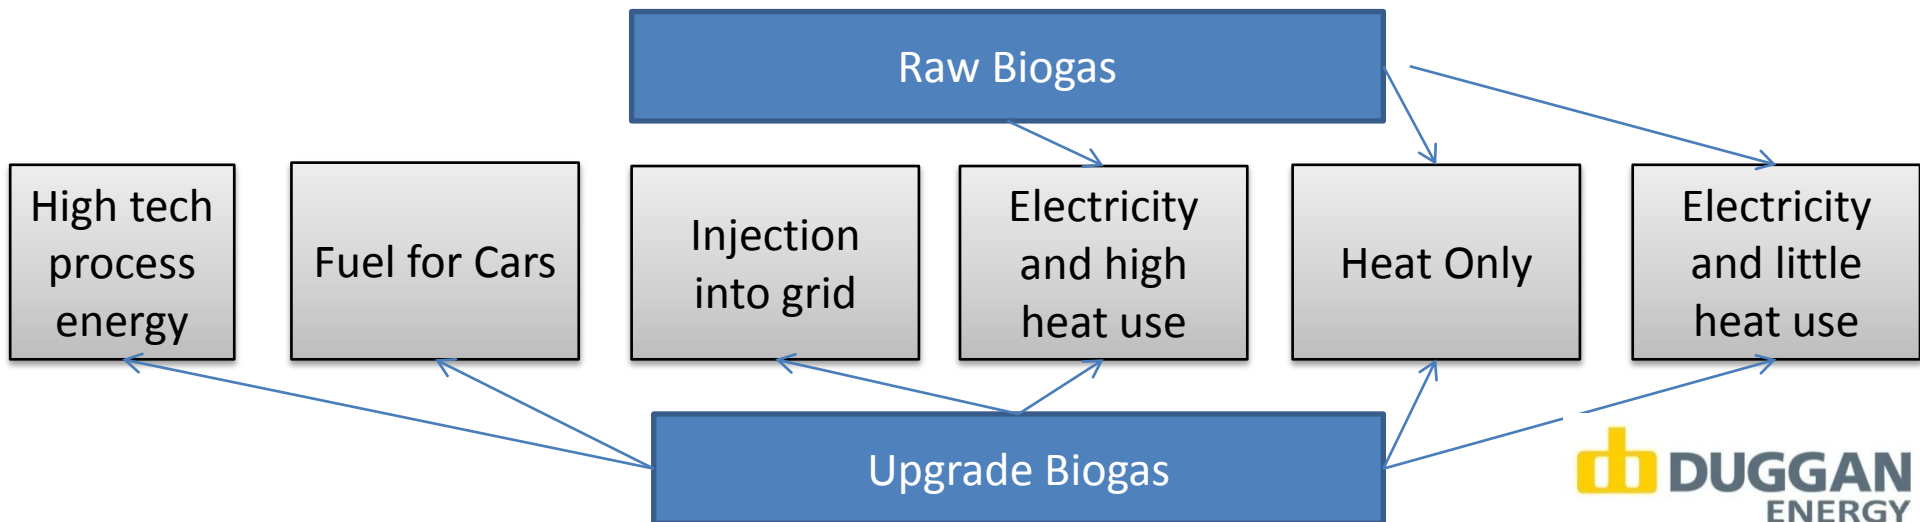 Raw Biogas
High tech
process
energy
Fuel for Cars
Injection
into grid
Electricity
and high
heat use
Heat Only
Electricity
and little
heat use
Upgrade Biogas
DUGGAN
ENERGY